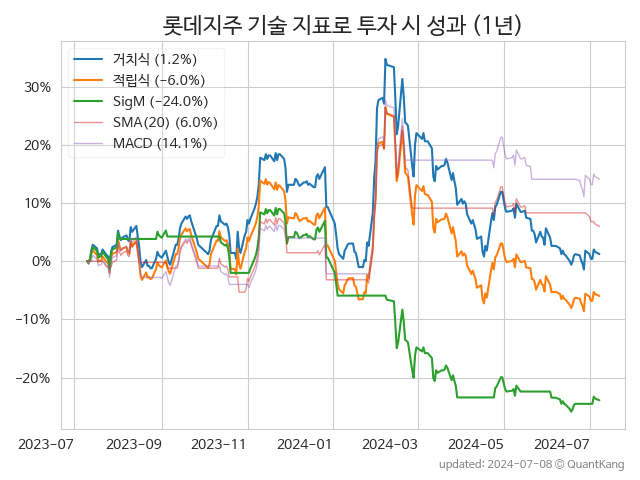 롯데지주 기술 지표로 투자 시 성과 (1년)
거치식 (1.2%)
적립식 (−6.0%)
SigM (−24.0%)
SMA(20) (6.0%)
MACD (14.1%)
30%
20%
10%
0%
−10%
−20%
2023-07 2023-09 2023-11 2024-01 2024-03 2024-05 2024-07
updated: 2024-07-08 © QuantKang